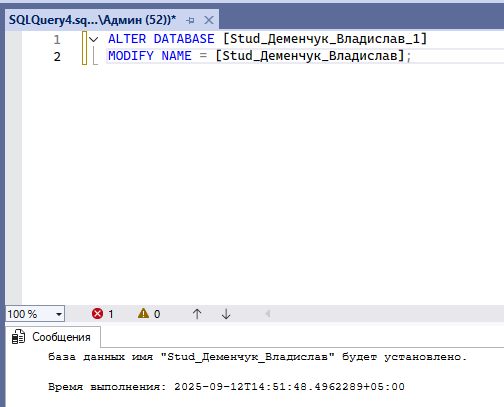 SQLQuery4.sq...\Админ (52))*
1 ALTER DATABASE [Stud_Деменчук_Владислав_1]
2 MODIFY NAME = [Stud_Деменчук_Владислав];
100 % 1 0
Сообщения
база данных имя "Stud_Деменчук_Владислав" будет установлено.
Время выполнения: 2025-09-12T14:51:48.4962289+05:00